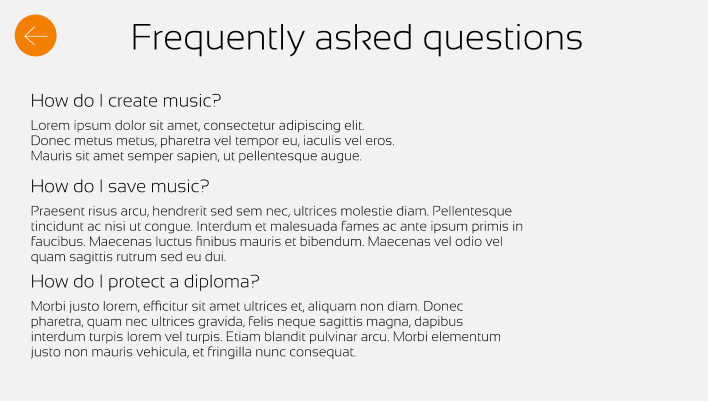 Frequently asked questions
How do I create music?
Lorem ipsum dolor sit amet, consectetur adipiscing elit.
Donec metus metus, pharetra vel tempor eu, iaculis vel eros.
Mauris sit amet semper sapien, ut pellentesque augue.
How do I save music?
Praesent risus arcu, hendrerit sed sem nec, ultrices molestie diam. Pellentesque
tincidunt ac nisi ut congue. Interdum et malesuada fames ac ante ipsum primis in
faucibus. Maecenas luctus finibus mauris et bibendum. Maecenas vel odio vel
quam sagittis rutrum sed eu dui.
How do I protect a diploma?
Morbi justo lorem, efficitur sit amet ultrices et, aliquam non diam. Donec
pharetra, quam nec ultrices gravida, felis neque sagittis magna, dapibus
interdum turpis lorem vel turpis. Etiam blandit pulvinar arcu. Morbi elementum
justo non mauris vehicula, et fringilla nunc consequat.